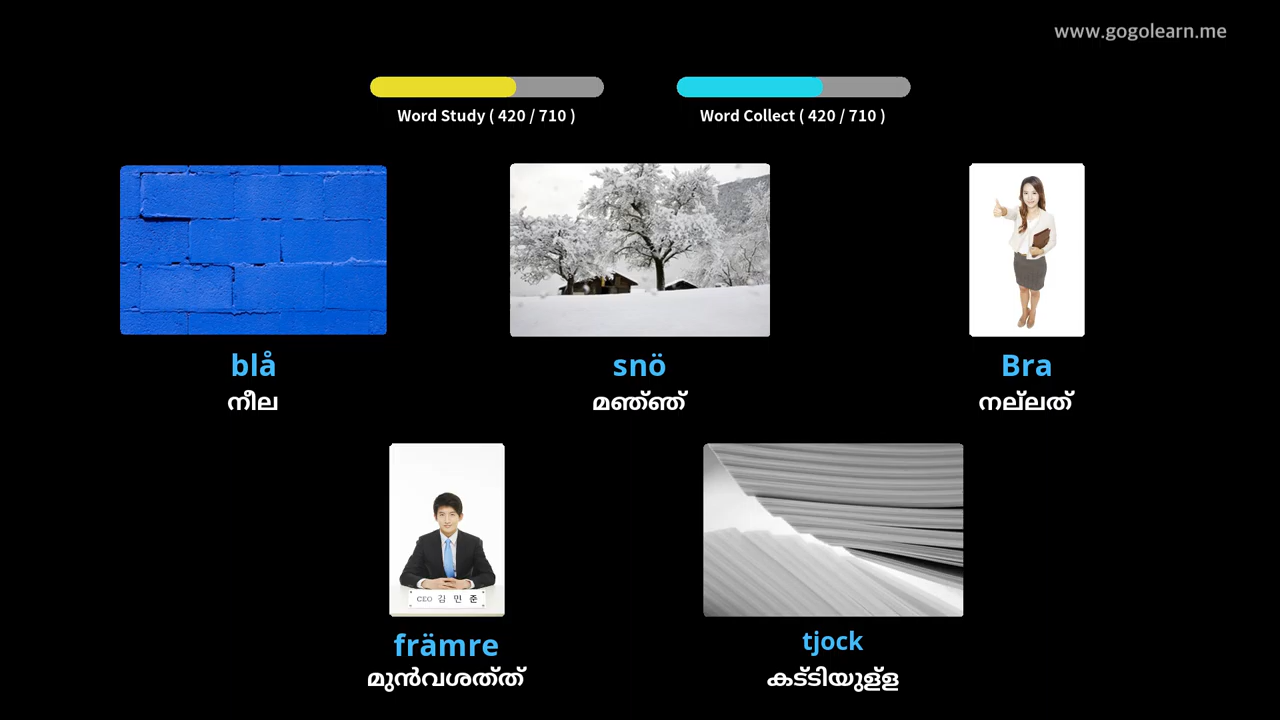 www.gogolearn.me
Word Study ( 420 / 710 )
Word Collect ( 420 / 710 )
blå
നീല
snö
മഞ്ഞ്
Bra
നല്ലത്
främre
മുൻവശത്ത്
tjock
കട്ടിയുള്ള
CEO 김 민 준